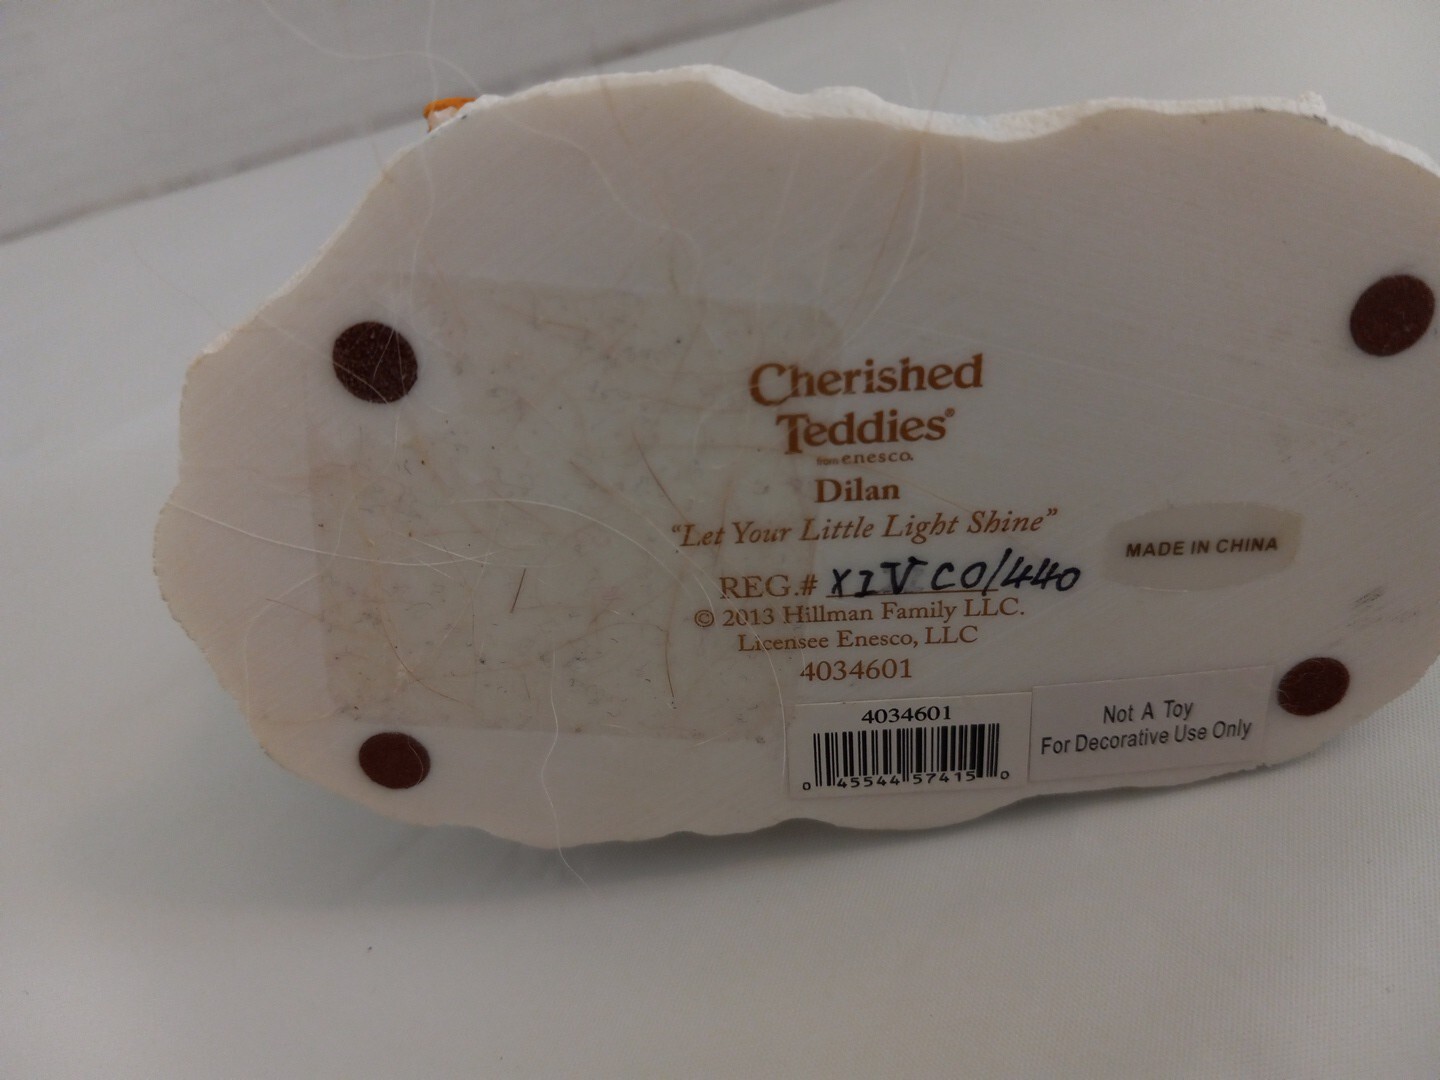 Cherished
Teddies®
from enesco.
Dilan
"Let Your Little Light Shine"
REG.# XIV CO/440
© 2013 Hillman Family LLC.
Licensee Enesco, LLC
4034601
MADE IN CHINA
4034601
0 45544 57415 0
Not A Toy
For Decorative Use Only